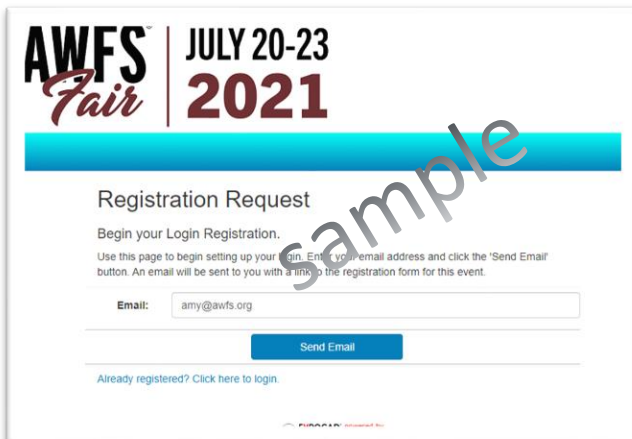 AWFS
Fair
JULY 20-23
2021
sample
Registration Request
Begin your Login Registration.
Use this page to begin setting up your login. Enter your email address and click the 'Send Email'
button. An email will be sent to you with a link to the registration form for this event.
Email:
amy@awfs.org
Send Email
Already registered? Click here to login.